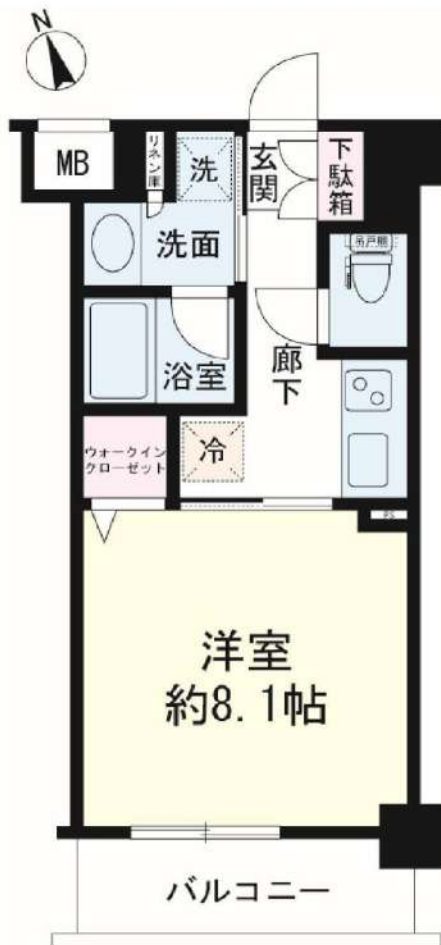 N
MB
リネン庫
洗
玄関
下駄箱
洗面
吊戸棚
浴室
廊下
冷
ウォークイン
クローゼット
PS
洋室
約8.1帖
バルコニー